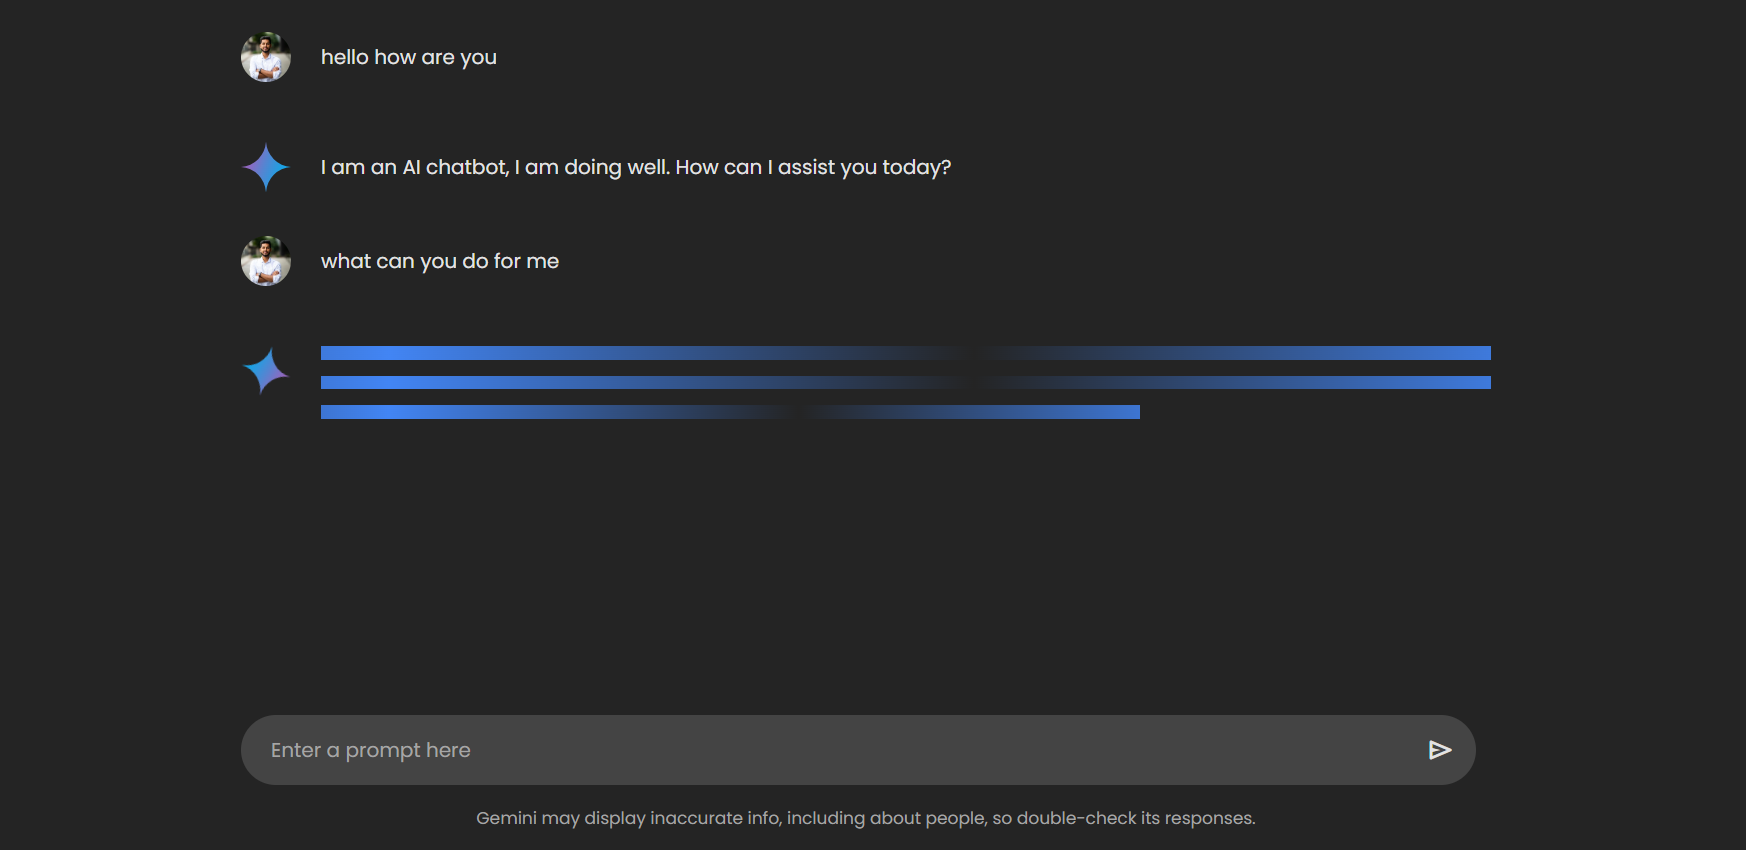 hello how are you
I am an AI chatbot, I am doing well. How can I assist you today?
what can you do for me
Enter a prompt here
Gemini may display inaccurate info, including about people, so double-check its responses.